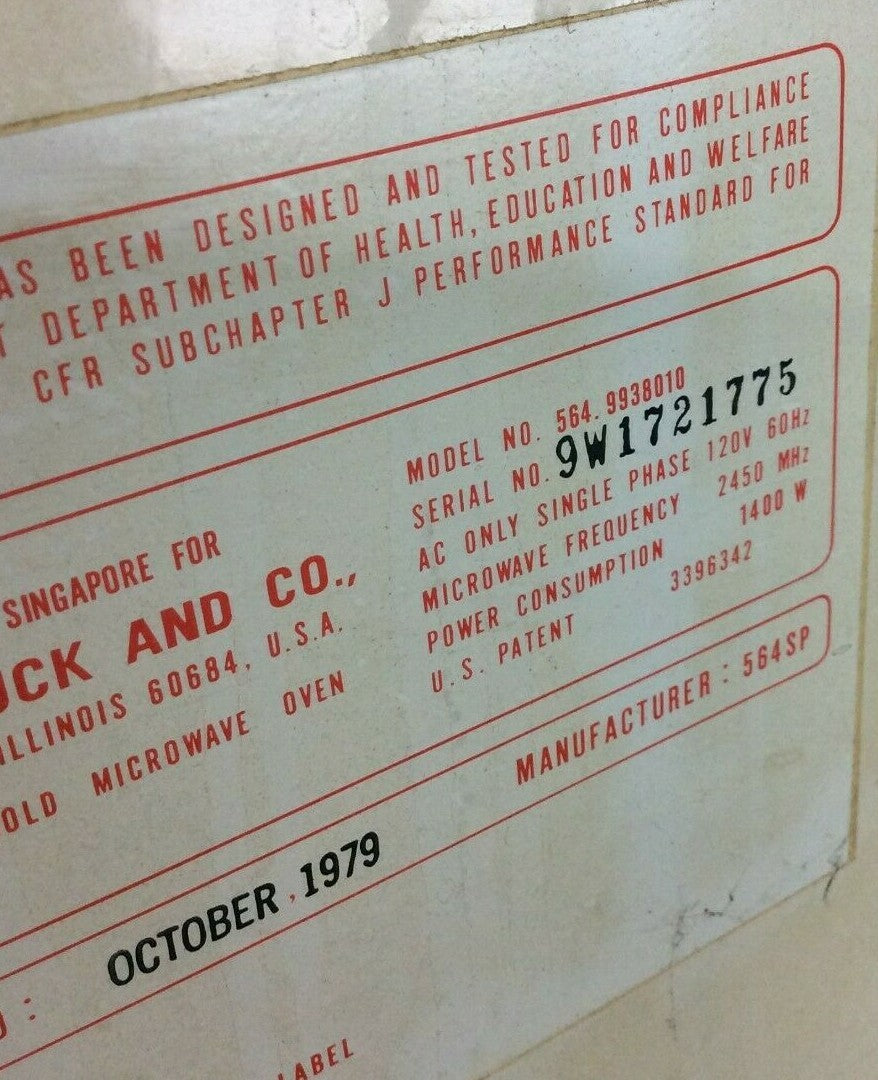 AS BEEN DESIGNED AND TESTED FOR COMPLIANCE
T DEPARTMENT OF HEALTH, EDUCATION AND WELFARE
CFR SUBCHAPTER J PERFORMANCE STANDARD FOR
SINGAPORE FOR
UCK AND CO.,
ILLINOIS 60684, U.S.A.
OLD MICROWAVE OVEN
MODEL NO. 564.9938010
SERIAL NO. 9W1721775
AC ONLY SINGLE PHASE 120V 60Hz
MICROWAVE FREQUENCY 2450 MHz
POWER CONSUMPTION 1400 W
U.S. PATENT 3396342
MANUFACTURER : 564SP
: OCTOBER , 1979
LABEL